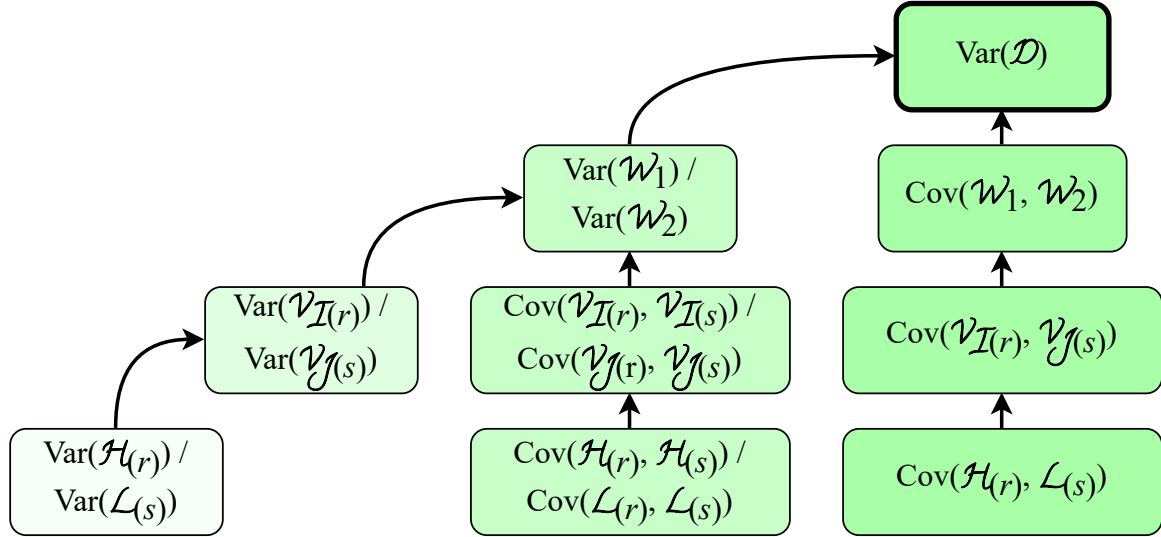 Var(𝒟)
Var(𝒲₁) /
Var(𝒲₂)
Cov(𝒲₁, 𝒲₂)
Var(𝒱ℐ(r)) /
Var(𝒱𝒥(s))
Cov(𝒱ℐ(r), 𝒱ℐ(s)) /
Cov(𝒱𝒥(r), 𝒱𝒥(s))
Cov(𝒱ℐ(r), 𝒱𝒥(s))
Var(ℋ(r)) /
Var(ℒ(s))
Cov(ℋ(r), ℋ(s)) /
Cov(ℒ(r), ℒ(s))
Cov(ℋ(r), ℒ(s))